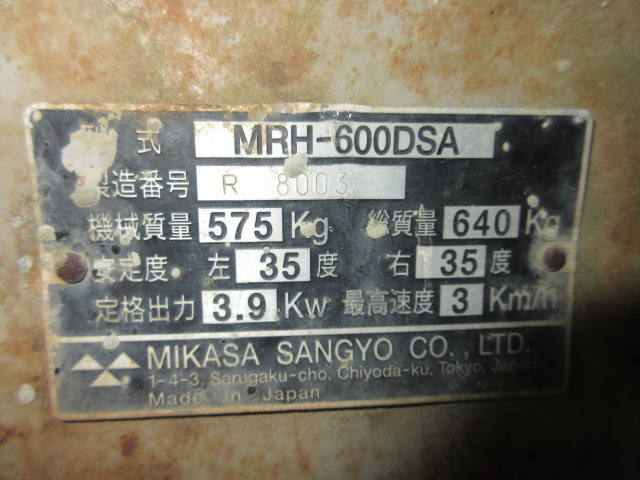 式 MRH-600DSA
製造番号 R 8003
機械質量 575 Kg 総質量 640 Kg
安定度 左 35 度 右 35 度
定格出力 3.9 Kw 最高速度 3 Km/h
MIKASA SANGYO CO., LTD.
1-4-3, Sarugaku-cho, Chiyoda-ku, Tokyo, Japan
Made in Japan